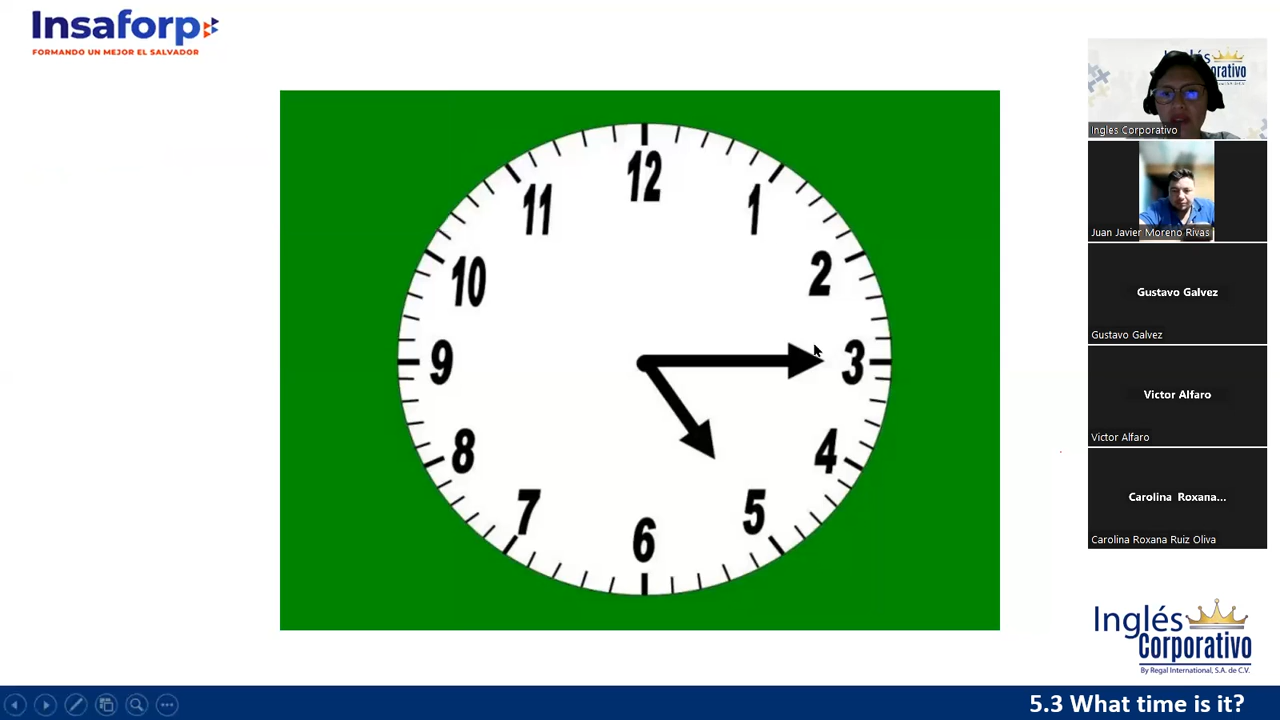 Insaforp
FORMANDO UN MEJOR EL SALVADOR
12
11
1
10
2
9
3
8
4
7
5
6
Inglés
orporativo
Ingles Corporativo
Juan Javier Moreno Rivas
Gustavo Galvez
Gustavo Galvez
Victor Alfaro
Victor Alfaro
Carolina Roxana...
Carolina Roxana Ruiz Oliva
Inglés
Corporativo
By Regal International, S.A. de C.V.
5.3 What time is it?